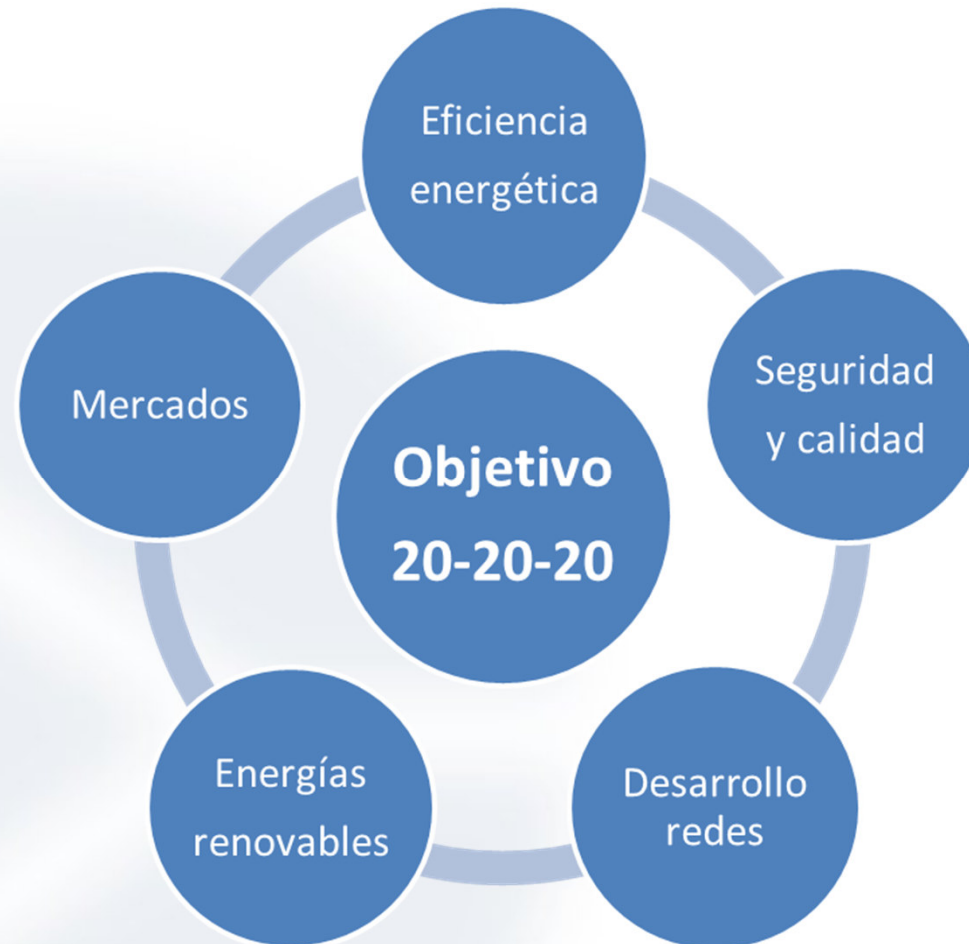 Eficiencia
energética
Seguridad
y calidad
Mercados
Objetivo
20-20-20
Energías
renovables
Desarrollo
redes